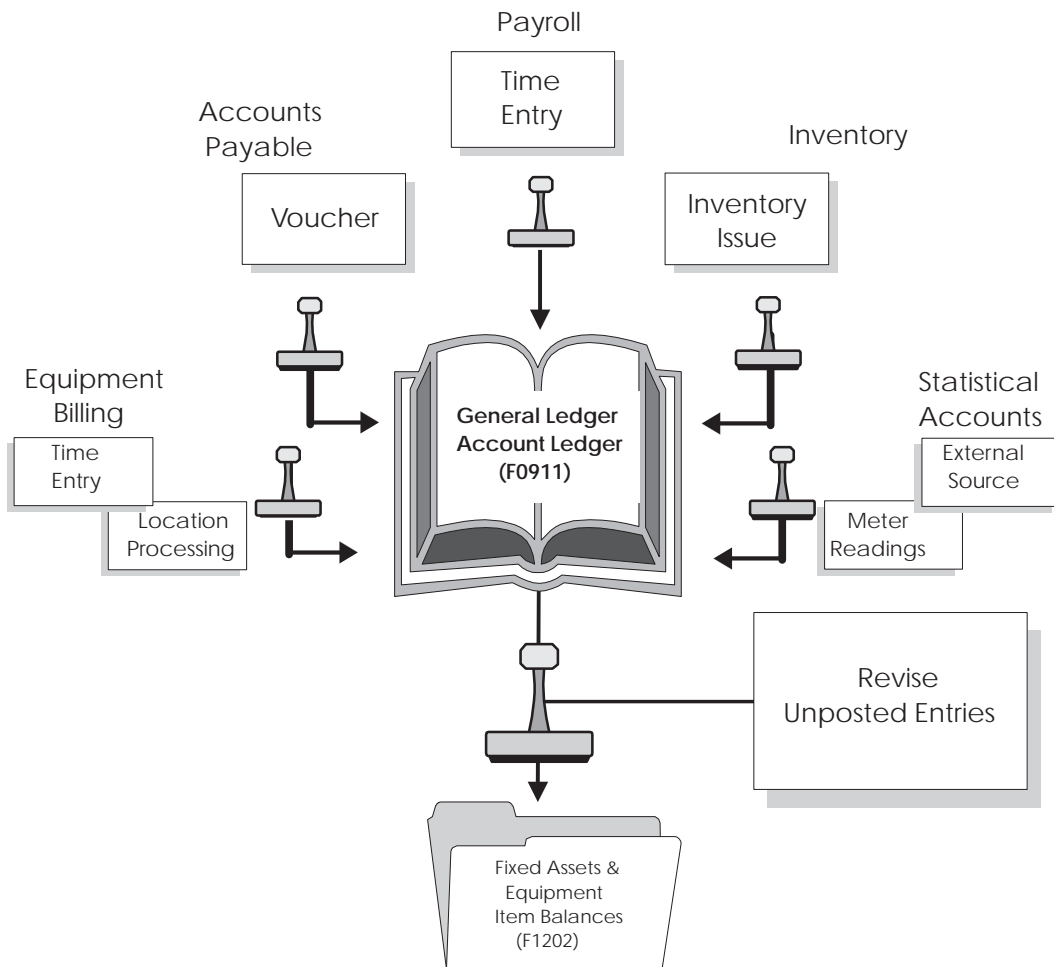 Payroll
Time
Entry
Accounts
Payable
Voucher
Inventory
Inventory
Issue
Equipment
Billing
Time
Entry
Location
Processing
General Ledger
Account Ledger
(F0911)
Statistical
Accounts
External
Source
Meter
Readings
Revise
Unposted Entries
Fixed Assets &
Equipment
Item Balances
(F1202)